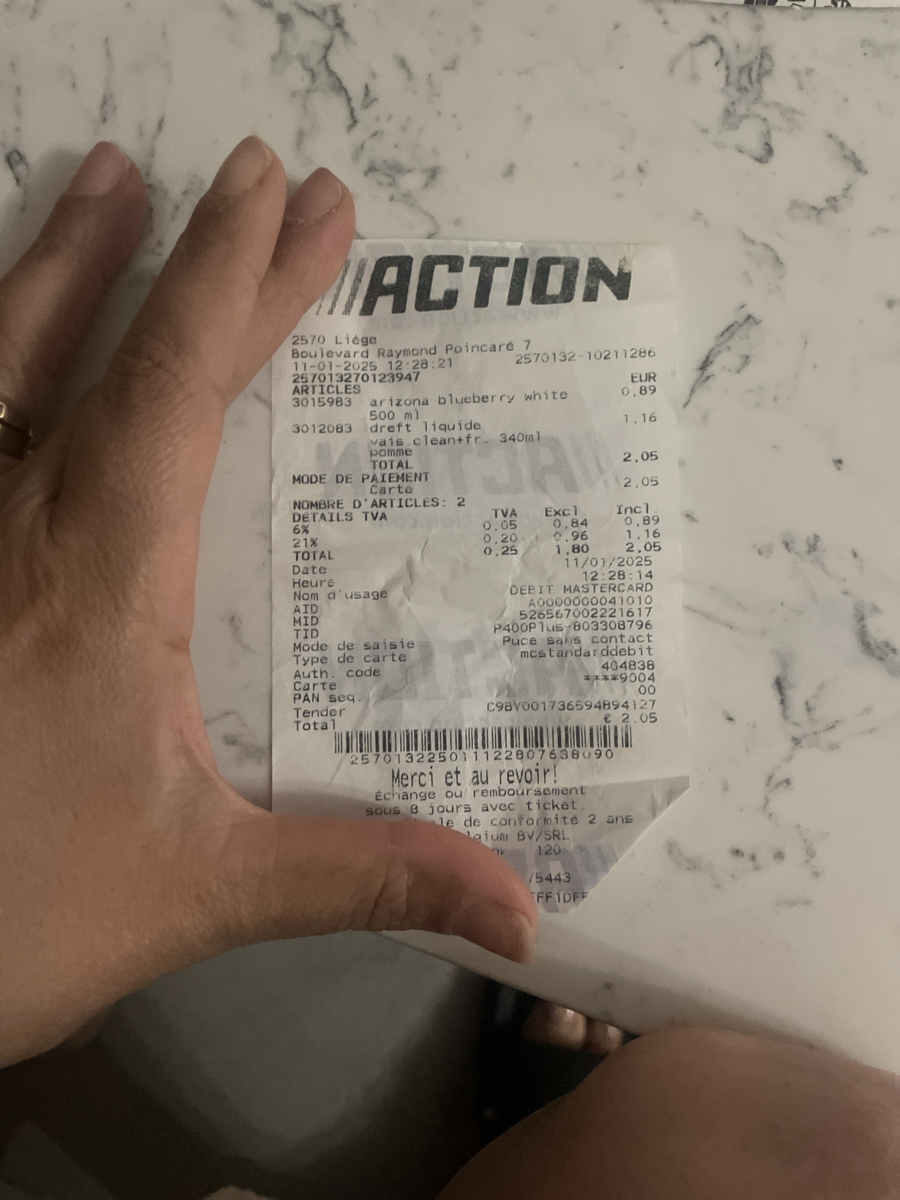 ACTION
2570 Liège
Boulevard Raymond Poincaré 7
11-01-2025 12:28:21 2570132-10211286
257013270123947 EUR
ARTICLES
3015983 arizona blueberry white 0,89
500 ml
3012083 dreft liquide 1,16
vais clean+fr. 340ml
pomme
TOTAL 2,05
MODE DE PAIEMENT
Carte 2,05
NOMBRE D'ARTICLES: 2
DÉTAILS TVA TVA Excl. Incl.
6% 0,05 0,84 0,89
21% 0,20 0,96 1,16
TOTAL 0,25 1,80 2,05
Date 11/01/2025
Heure 12:28:14
Nom d'usage DEBIT MASTERCARD
AID A0000000041010
MID 526567002221617
TID P400Plus-803308796
Mode de saisie Puce sans contact
Type de carte mcstandarddebit
Auth. code 404838
Carte ****9004
PAN seq. 00
Tender C98Y001736594894127
Total € 2.05
2570132250111122807638090
Merci et au revoir!
Échange ou remboursement
sous 8 jours avec ticket.
de conformité 2 ans
BV/SRL
120
/5443